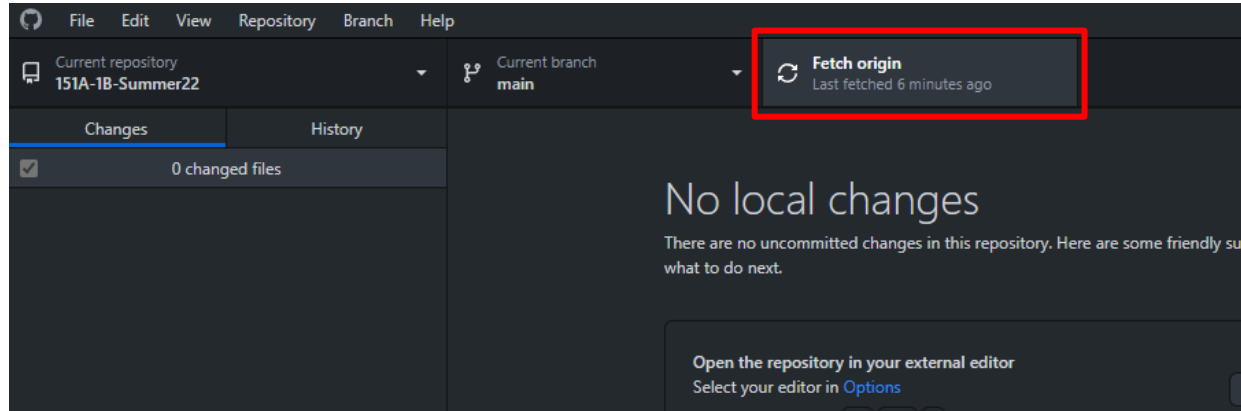 File Edit View Repository Branch Help
Current repository
151A-1B-Summer22
Current branch
main
Fetch origin
Last fetched 6 minutes ago
Changes History
0 changed files
No local changes
There are no uncommitted changes in this repository. Here are some friendly
what to do next.
Open the repository in your external editor
Select your editor in Options